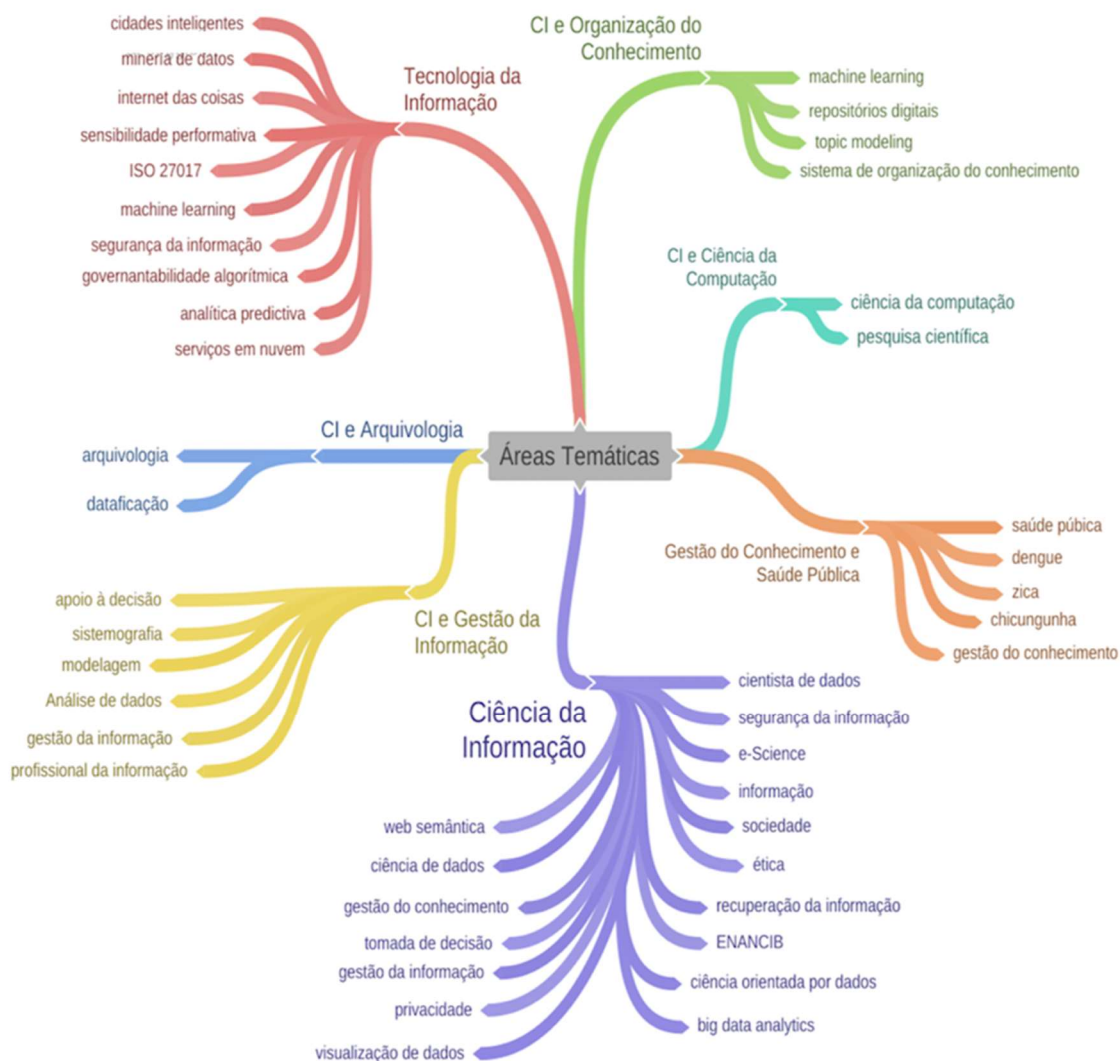 cidades inteligentes
minería de datos
internet das coisas
sensibilidade performativa
ISO 27017
machine learning
segurança da informação
governantabilidade algorítmica
analítica predictiva
serviços em nuvem
Tecnologia da
Informação
CI e Organização do
Conhecimento
machine learning
repositórios digitais
topic modeling
sistema de organização do conhecimento
CI e Ciência da
Computação
ciência da computação
pesquisa científica
Áreas Temáticas
CI e Arquivologia
arquivologia
dataficação
Gestão do Conhecimento e
Saúde Pública
saúde púbica
dengue
zica
chicungunha
gestão do conhecimento
CI e Gestão da
Informação
apoio à decisão
sistemografia
modelagem
Análise de dados
gestão da informação
profissional da informação
Ciência da
Informação
cientista de dados
segurança da informação
e-Science
informação
sociedade
ética
recuperação da informação
ENANCIB
ciência orientada por dados
big data analytics
web semântica
ciência de dados
gestão do conhecimento
tomada de decisão
gestão da informação
privacidade
visualização de dados